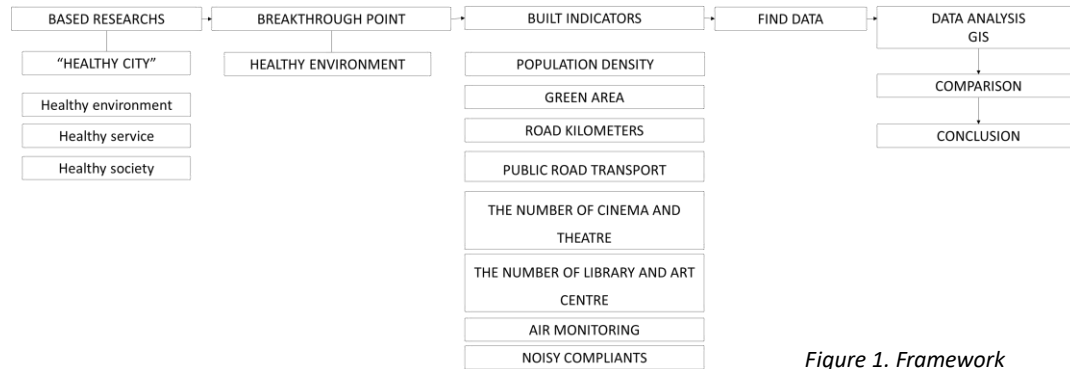 BASED RESEARCHS
BREAKTHROUGH POINT
BUILT INDICATORS
FIND DATA
DATA ANALYSIS
GIS
“HEALTHY CITY”
Healthy environment
Healthy service
Healthy society
HEALTHY ENVIRONMENT
POPULATION DENSITY
GREEN AREA
ROAD KILOMETERS
PUBLIC ROAD TRANSPORT
THE NUMBER OF CINEMA AND
THEATRE
THE NUMBER OF LIBRARY AND ART
CENTRE
AIR MONITORING
NOISY COMPLIANTS
COMPARISON
CONCLUSION
Figure 1. Framework